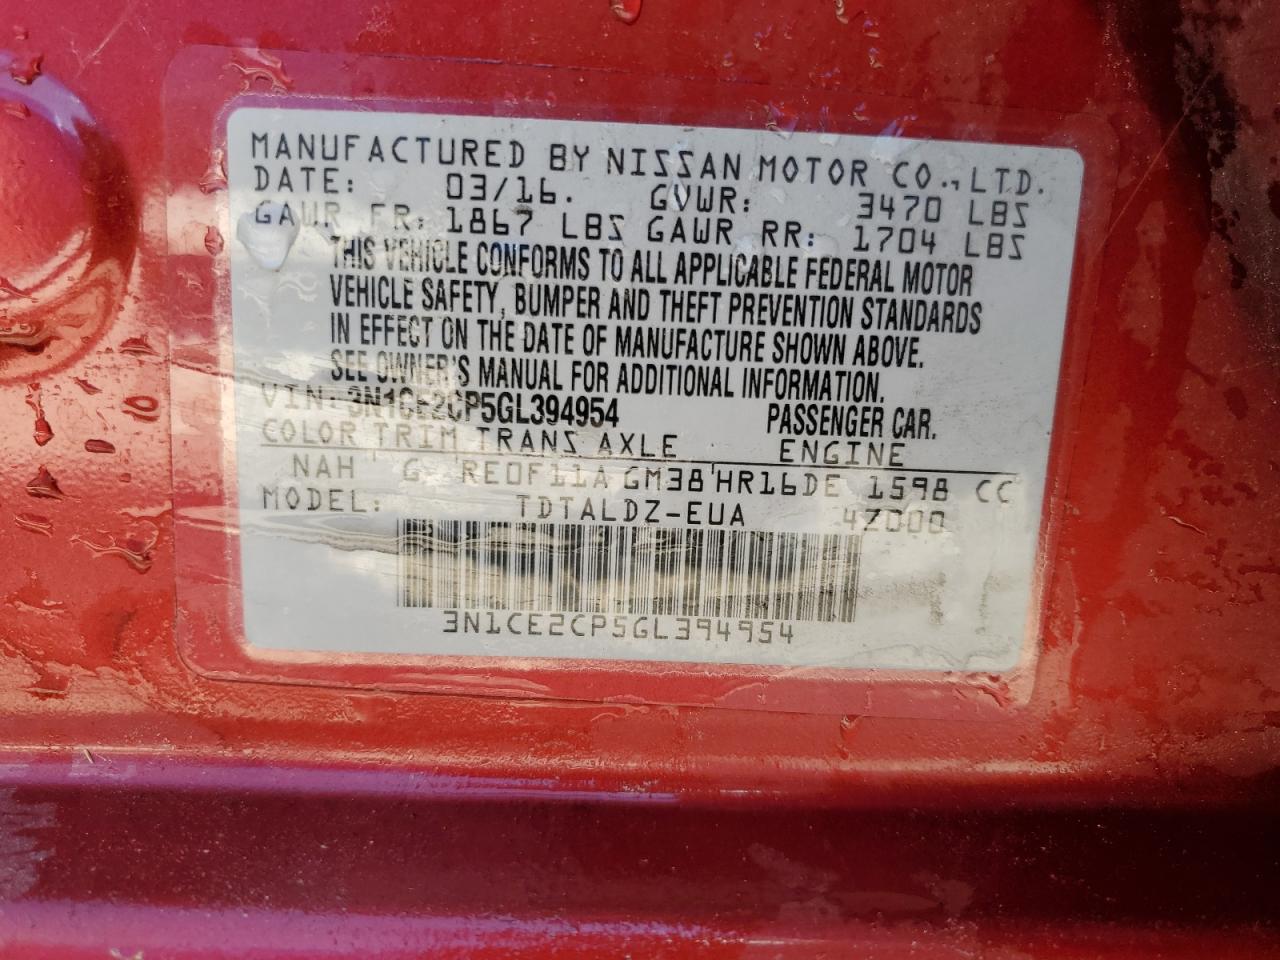 MANUFACTURED BY NISSAN MOTOR CO., LTD.
DATE: 03/16. GVWR: 3470 LBS
GAWR FR: 1867 LBS GAWR RR: 1704 LBS
THIS VEHICLE CONFORMS TO ALL APPLICABLE FEDERAL MOTOR
VEHICLE SAFETY, BUMPER AND THEFT PREVENTION STANDARDS
IN EFFECT ON THE DATE OF MANUFACTURE SHOWN ABOVE.
SEE OWNER'S MANUAL FOR ADDITIONAL INFORMATION.
VIN: 3N1CE2CP5GL394954 PASSENGER CAR.
COLOR TRIM TRANS AXLE ENGINE
NAH G RE0F11A GM38 HR16DE 1598 CC
MODEL: TDTALDZ-EUA 4Z000
3N1CE2CP5GL394954